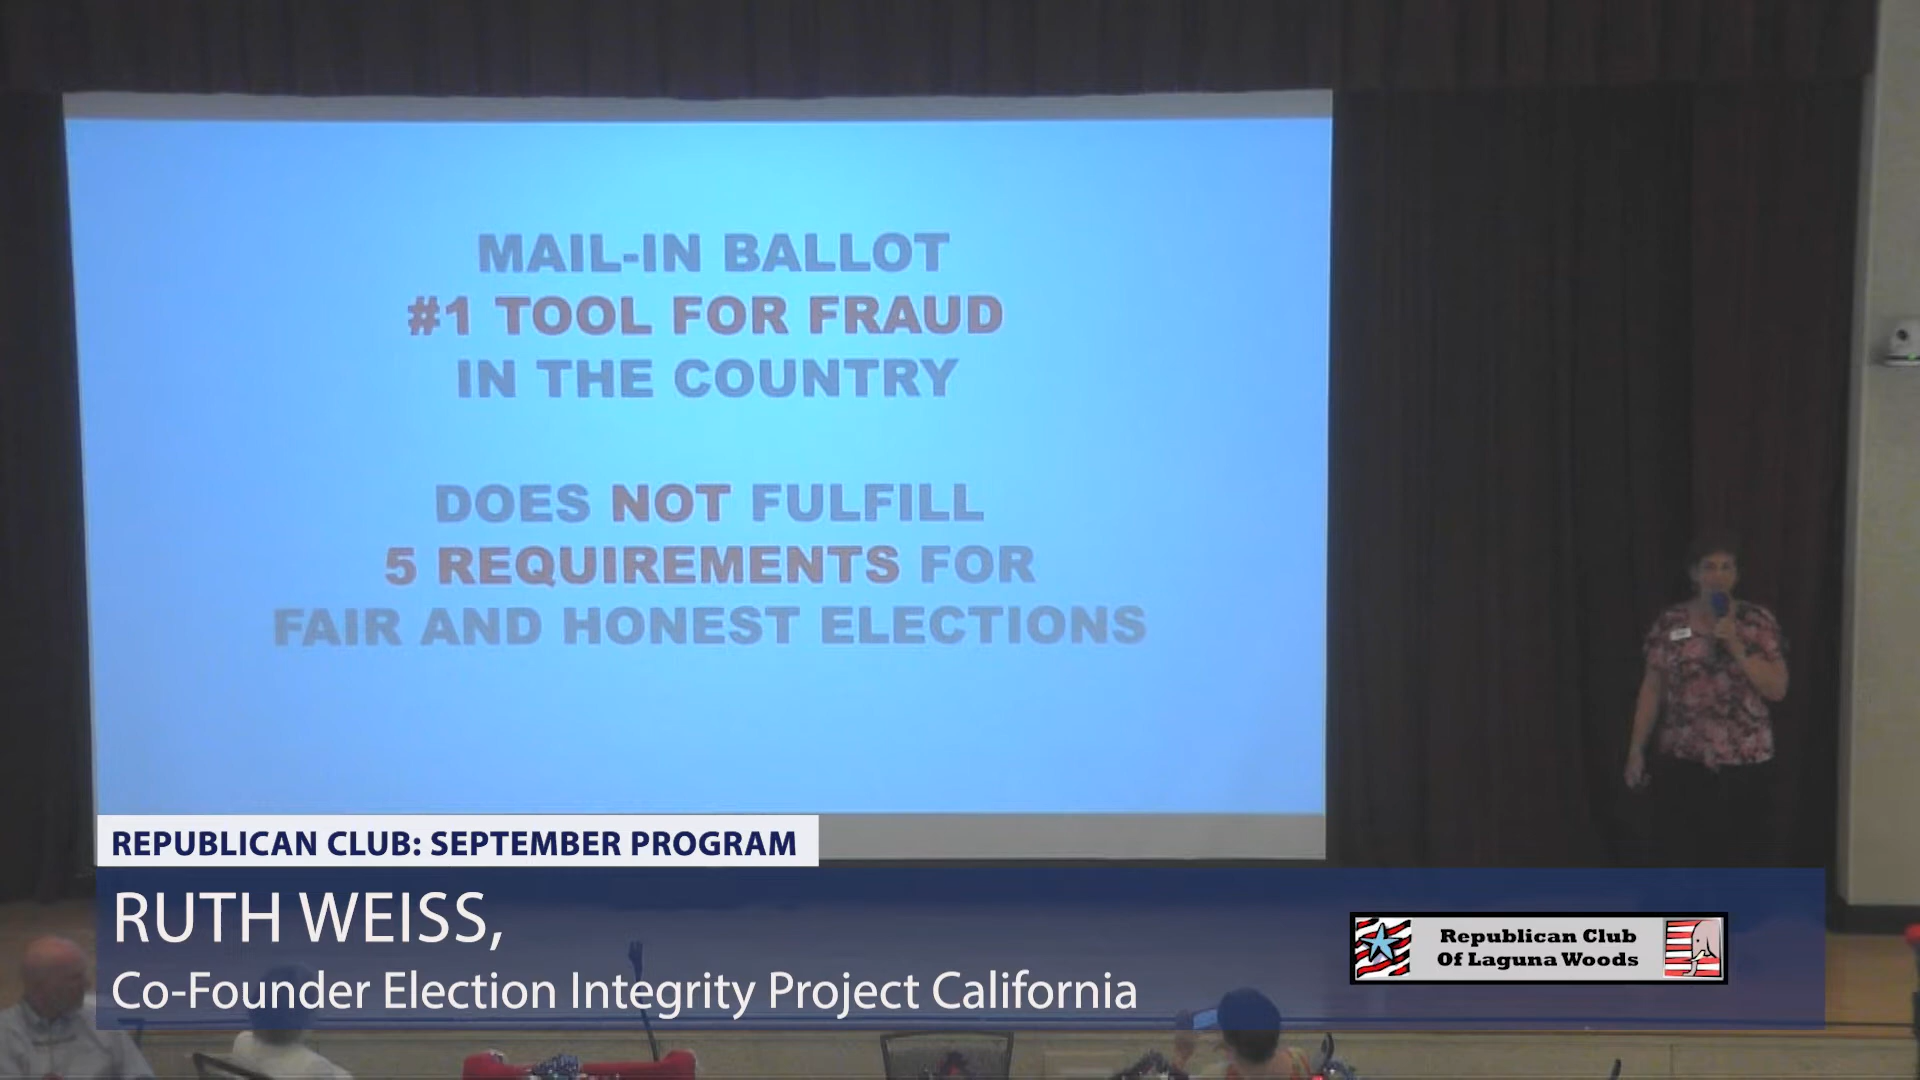 MAIL-IN BALLOT
#1 TOOL FOR FRAUD
IN THE COUNTRY
DOES NOT FULFILL
5 REQUIREMENTS FOR
FAIR AND HONEST ELECTIONS
REPUBLICAN CLUB: SEPTEMBER PROGRAM
RUTH WEISS,
Co-Founder Election Integrity Project California
Republican Club
Of Laguna Woods